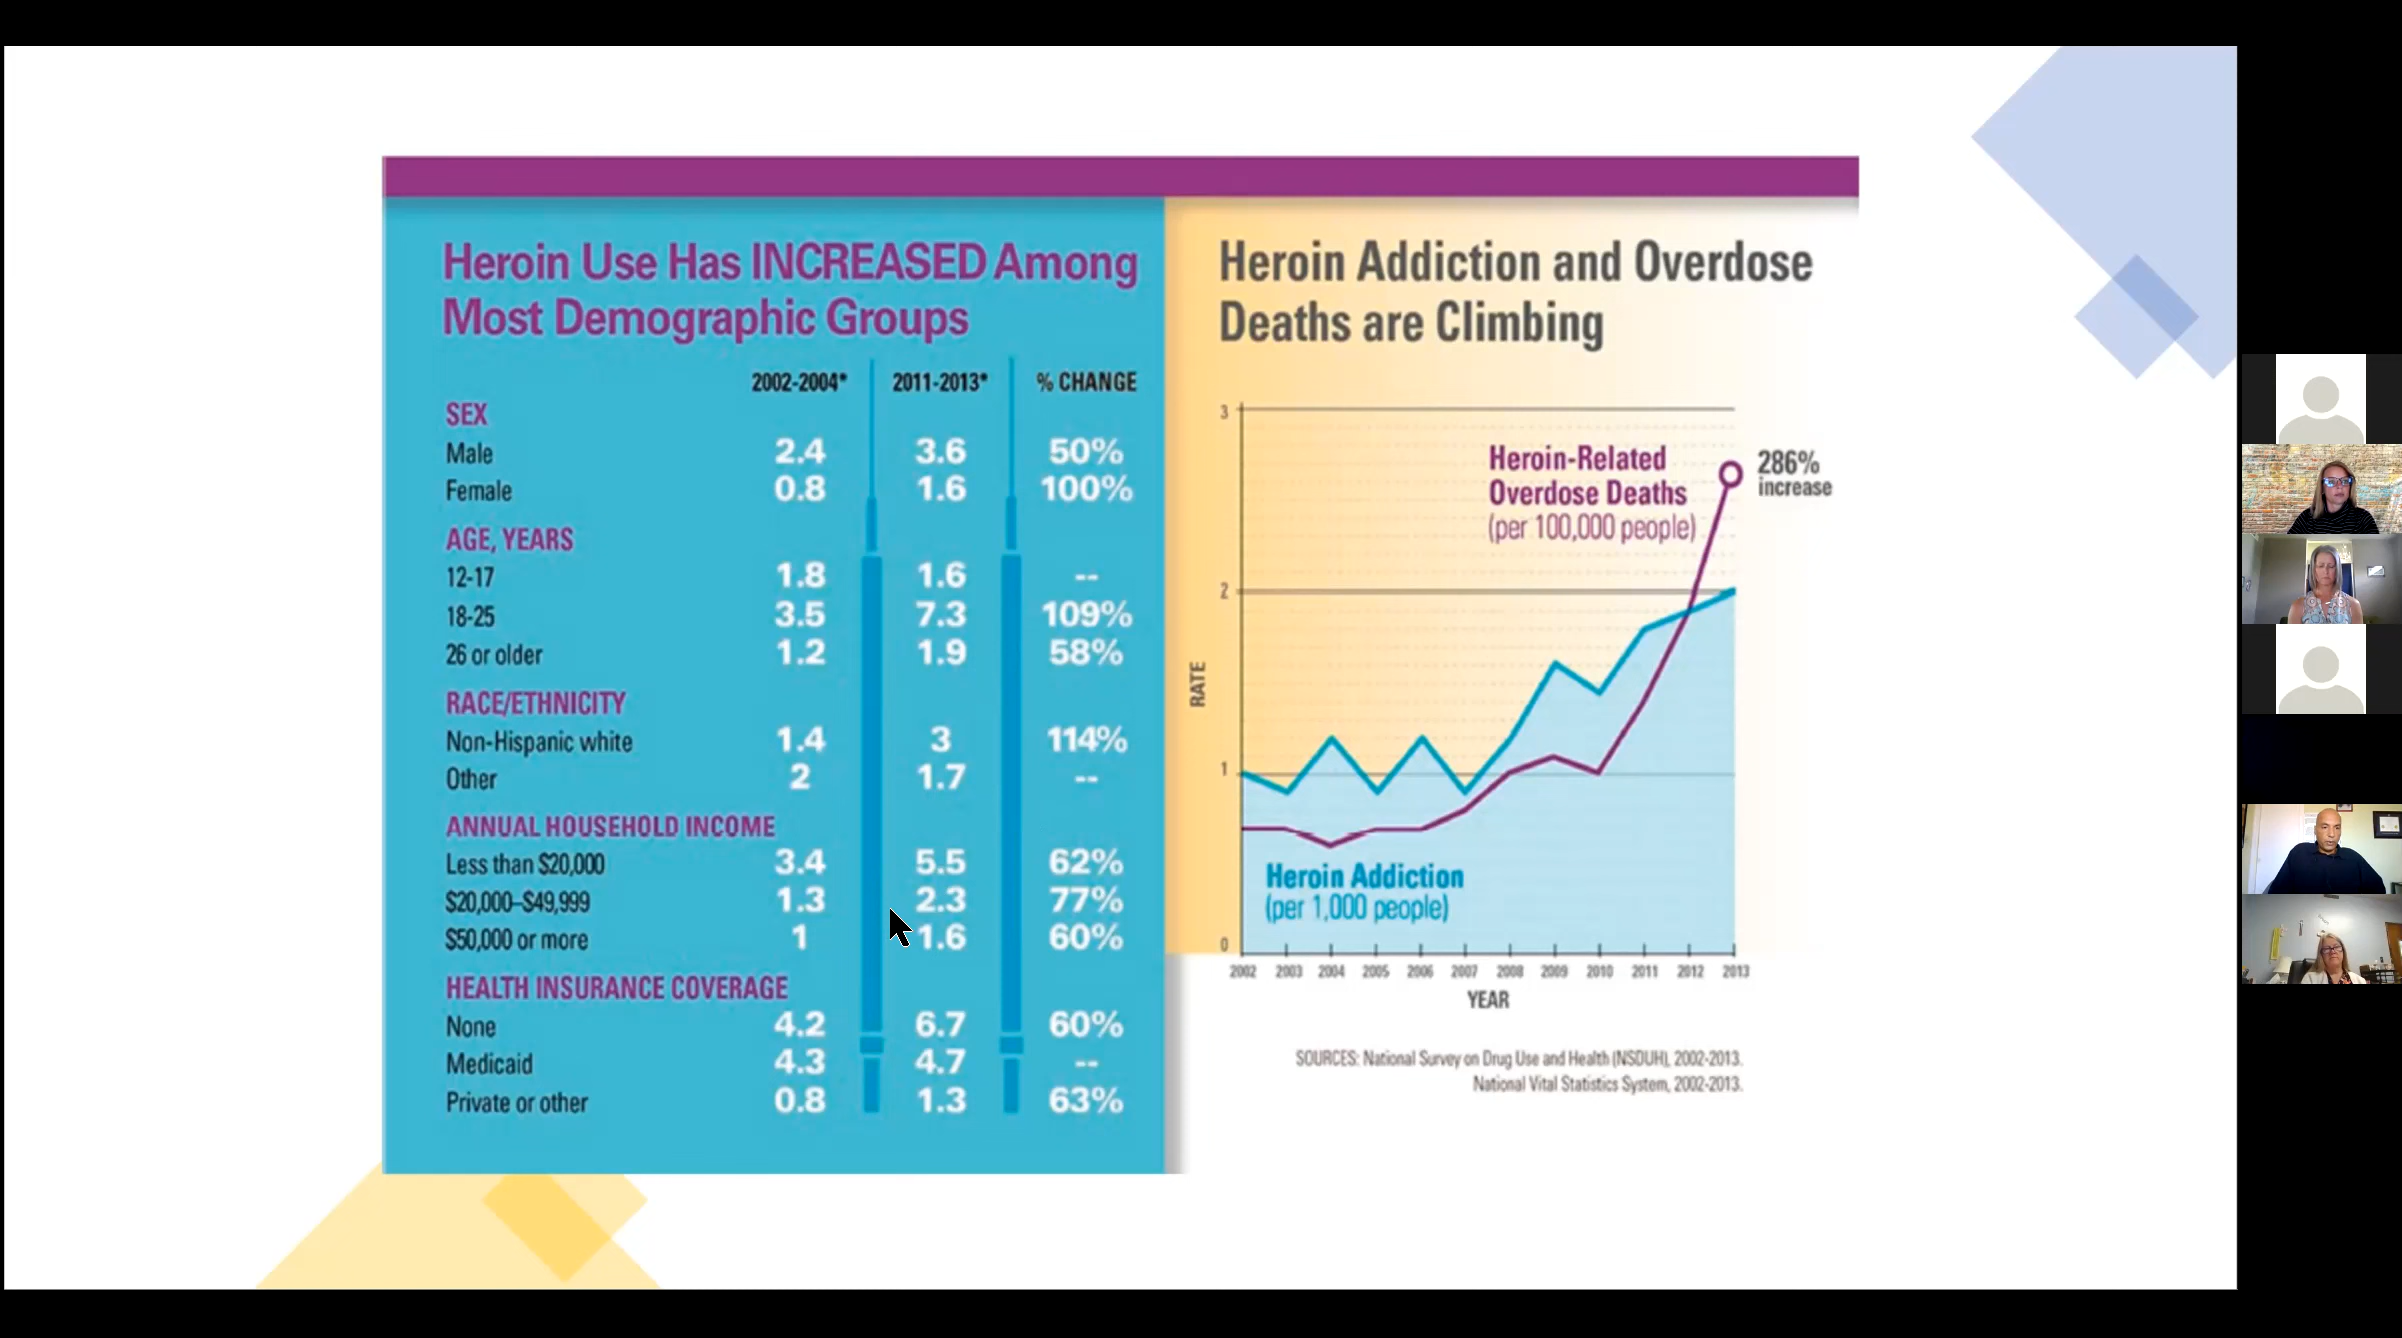 Heroin Use Has INCREASED Among
Most Demographic Groups
2002-2004* 2011-2013* % CHANGE
SEX
Male 2.4 3.6 50%
Female 0.8 1.6 100%
AGE, YEARS
12-17 1.8 1.6 --
18-25 3.5 7.3 109%
26 or older 1.2 1.9 58%
RACE/ETHNICITY
Non-Hispanic white 1.4 3 114%
Other 2 1.7 --
ANNUAL HOUSEHOLD INCOME
Less than $20,000 3.4 5.5 62%
$20,000–$49,999 1.3 2.3 77%
$50,000 or more 1 1.6 60%
HEALTH INSURANCE COVERAGE
None 4.2 6.7 60%
Medicaid 4.3 4.7 --
Private or other 0.8 1.3 63%
Heroin Addiction and Overdose
Deaths are Climbing
3
Heroin-Related
Overdose Deaths
(per 100,000 people)
286%
increase
2
RATE
1
Heroin Addiction
(per 1,000 people)
0
2002 2003 2004 2005 2006 2007 2008 2009 2010 2011 2012 2013
YEAR
SOURCES: National Survey on Drug Use and Health (NSDUH), 2002-2013.
National Vital Statistics System, 2002-2013.